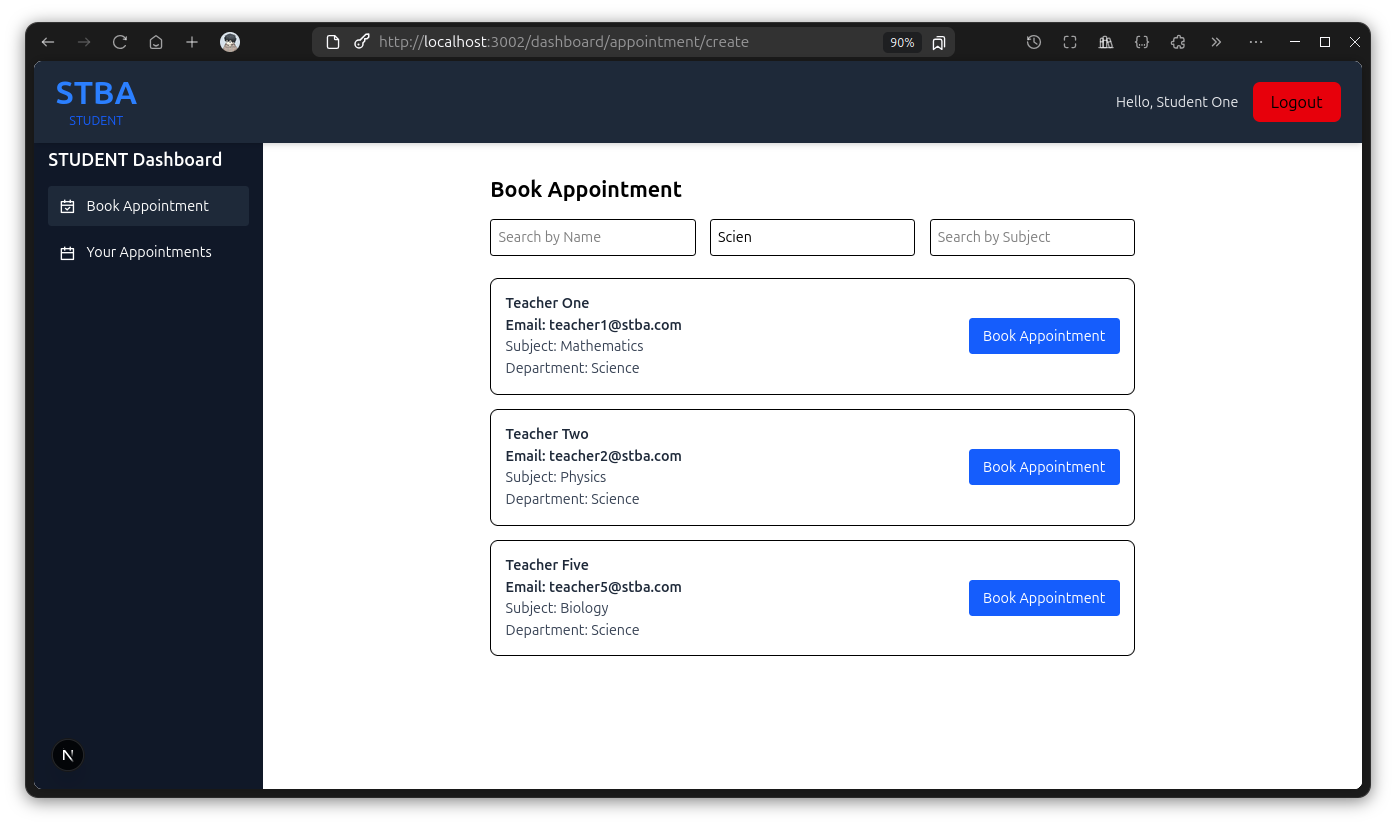 http://localhost:3002/dashboard/appointment/create
90%
STBA
STUDENT
Hello, Student One
Logout
STUDENT Dashboard
Book Appointment
Your Appointments
Book Appointment
Search by Name
Scien
Search by Subject
Teacher One
Email: teacher1@stba.com
Subject: Mathematics
Department: Science
Book Appointment
Teacher Two
Email: teacher2@stba.com
Subject: Physics
Department: Science
Book Appointment
Teacher Five
Email: teacher5@stba.com
Subject: Biology
Department: Science
Book Appointment
N